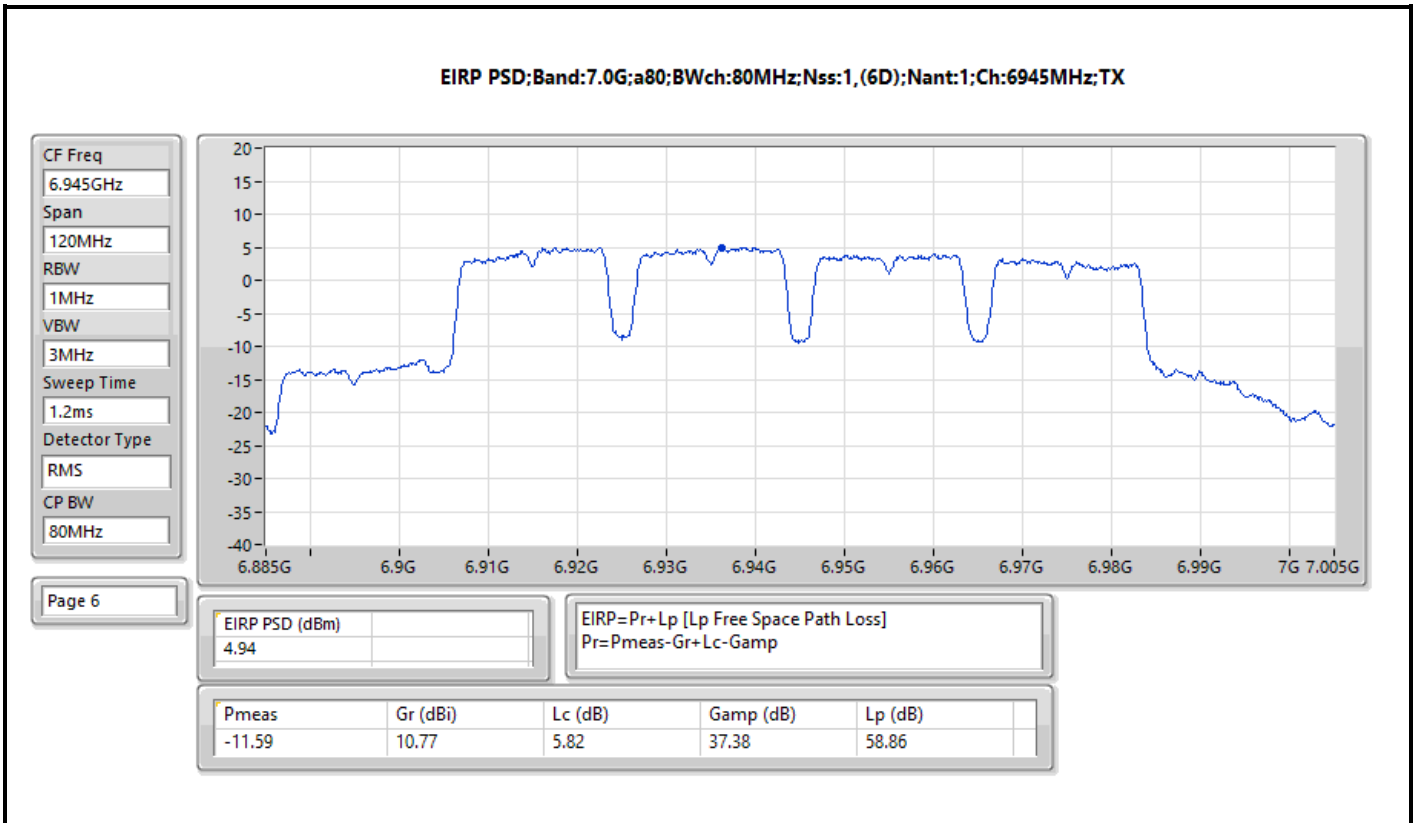 EIRP PSD;Band:7.0G;a80;BWch:80MHz;Nss:1,(6D);Nant:1;Ch:6945MHz;TX
CF Freq
6.945GHz
Span
120MHz
RBW
1MHz
VBW
3MHz
Sweep Time
1.2ms
Detector Type
RMS
CP BW
80MHz
Page 6
20
15
10
5
0
-5
-10
-15
-20
-25
-30
-35
-40
6.885G 6.9G 6.91G 6.92G 6.93G 6.94G 6.95G 6.96G 6.97G 6.98G 6.99G 7G 7.005G
EIRP PSD (dBm)
4.94
EIRP=Pr+Lp [Lp Free Space Path Loss]
Pr=Pmeas-Gr+Lc-Gamp
Pmeas Gr (dBi) Lc (dB) Gamp (dB) Lp (dB)
-11.59 10.77 5.82 37.38 58.86